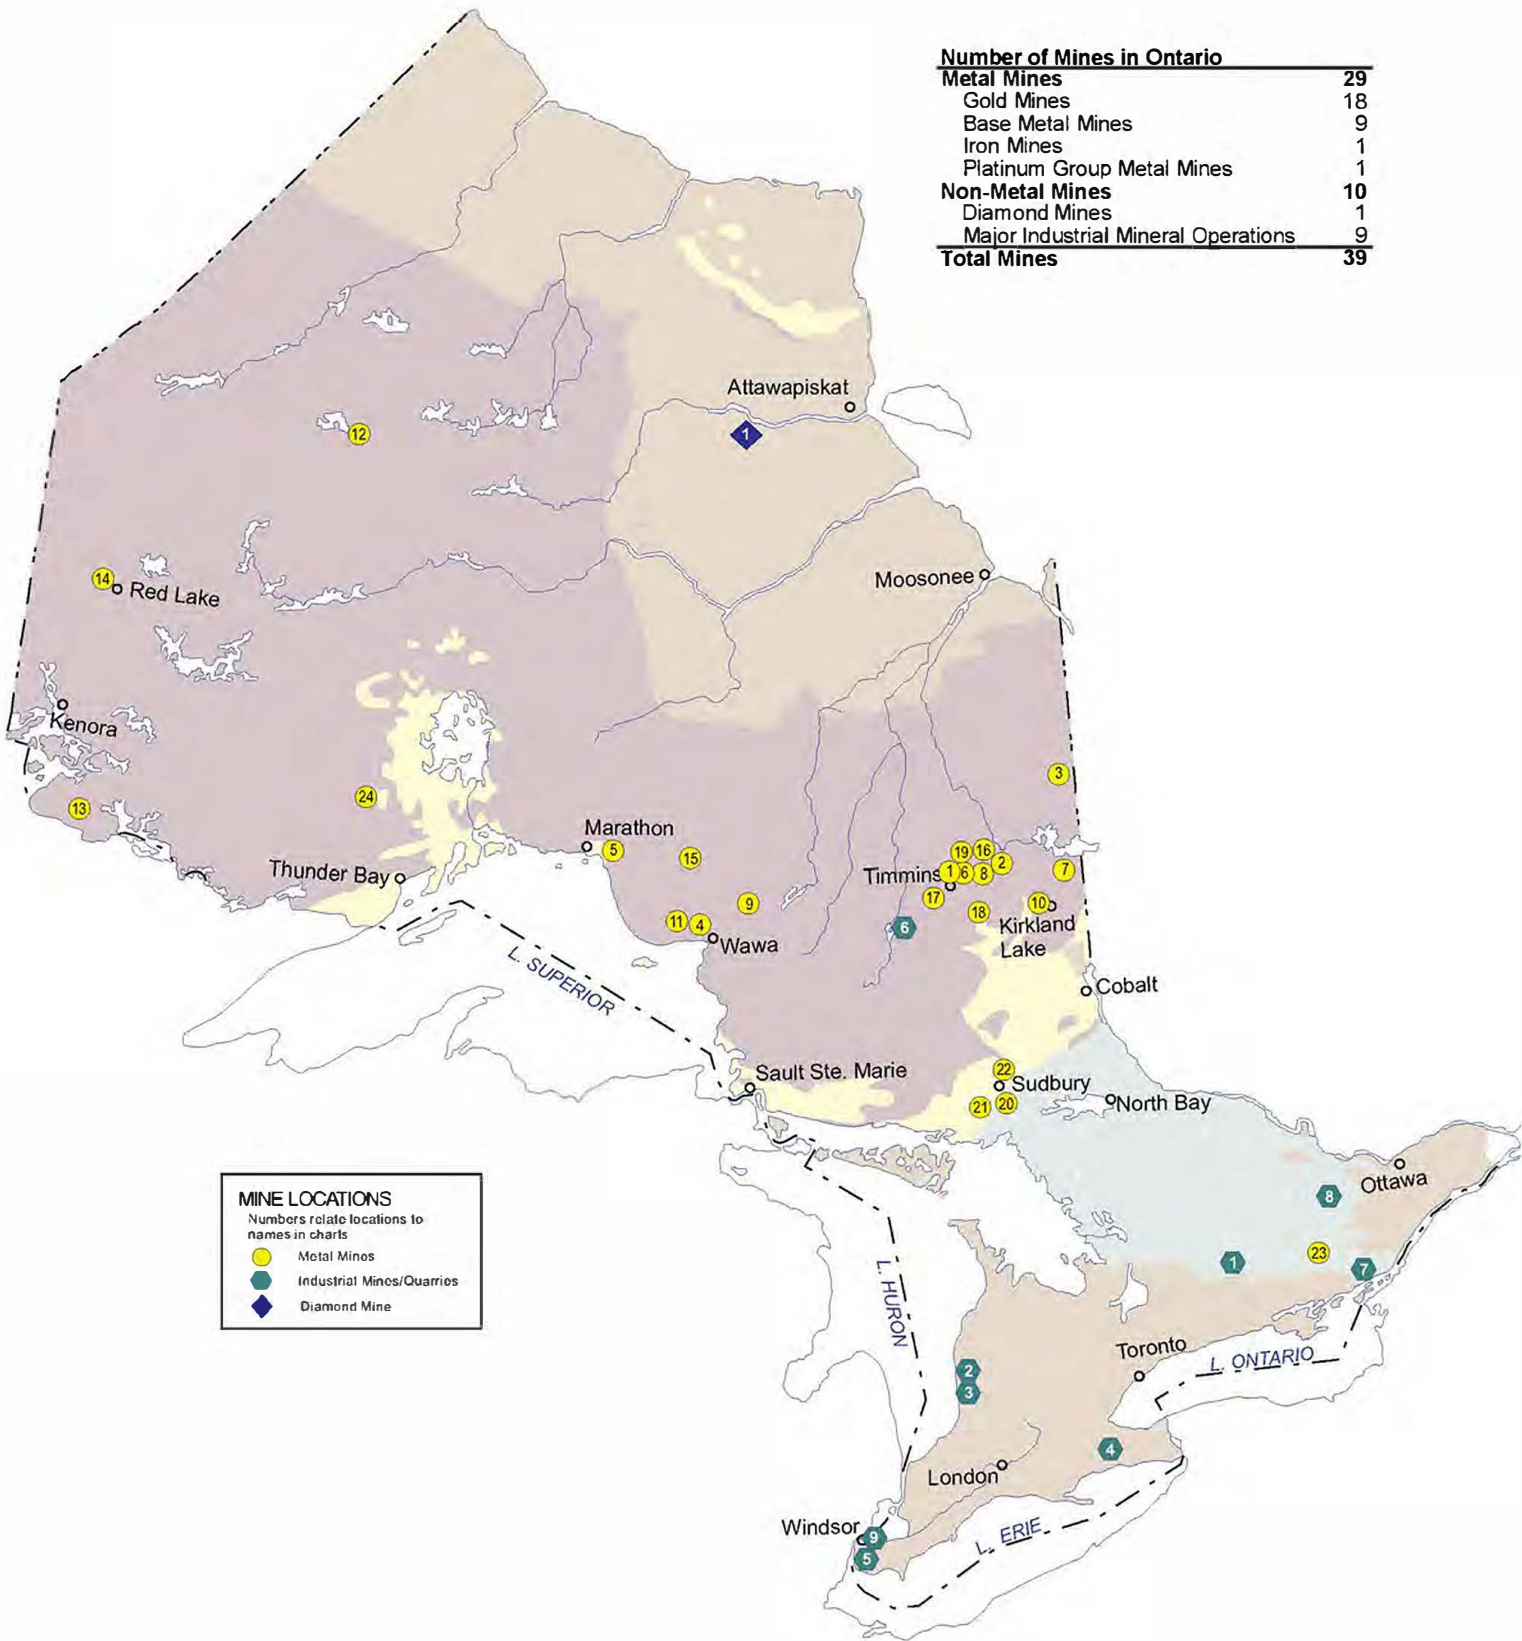 Number of Mines in Ontario
Metal Mines 29
Gold Mines 18
Base Metal Mines 9
Iron Mines 1
Platinum Group Metal Mines 1
Non-Metal Mines 10
Diamond Mines 1
Major Industrial Mineral Operations 9
Total Mines 39
Attawapiskat
1
12
Moosonee
14
Red Lake
Kenora
3
24
13
Marathon
5
15
19
16
2
Timmins
1
6
8
7
Thunder Bay
17
9
10
18
11
4
6
Kirkland
Lake
Wawa
L. SUPERIOR
Cobalt
22
Sault Ste. Marie
Sudbury
21
20
North Bay
Ottawa
8
MINE LOCATIONS
Numbers relate locations to
names in charts
Metal Mines
Industrial Mines/Quarries
Diamond Mine
23
1
7
L. HURON
Toronto
L. ONTARIO
2
3
4
London
Windsor
9
L. ERIE
5